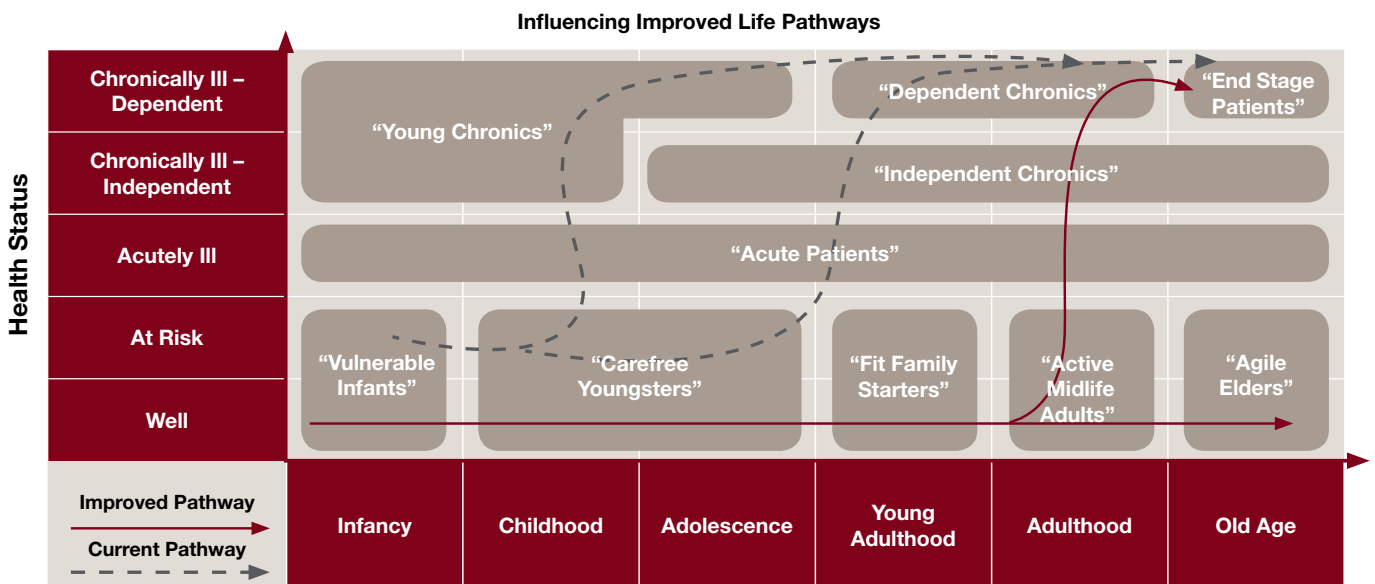 Influencing Improved Life Pathways
Health Status
Chronically Ill –
Dependent
Chronically Ill –
Independent
Acutely Ill
At Risk
Well
“Young Chronics”
“Dependent Chronics”
“End Stage
Patients”
“Independent Chronics”
“Acute Patients”
“Vulnerable
Infants”
“Carefree
Youngsters”
“Fit Family
Starters”
“Active
Midlife
Adults”
“Agile
Elders”
Improved Pathway
Current Pathway
Infancy
Childhood
Adolescence
Young
Adulthood
Adulthood
Old Age